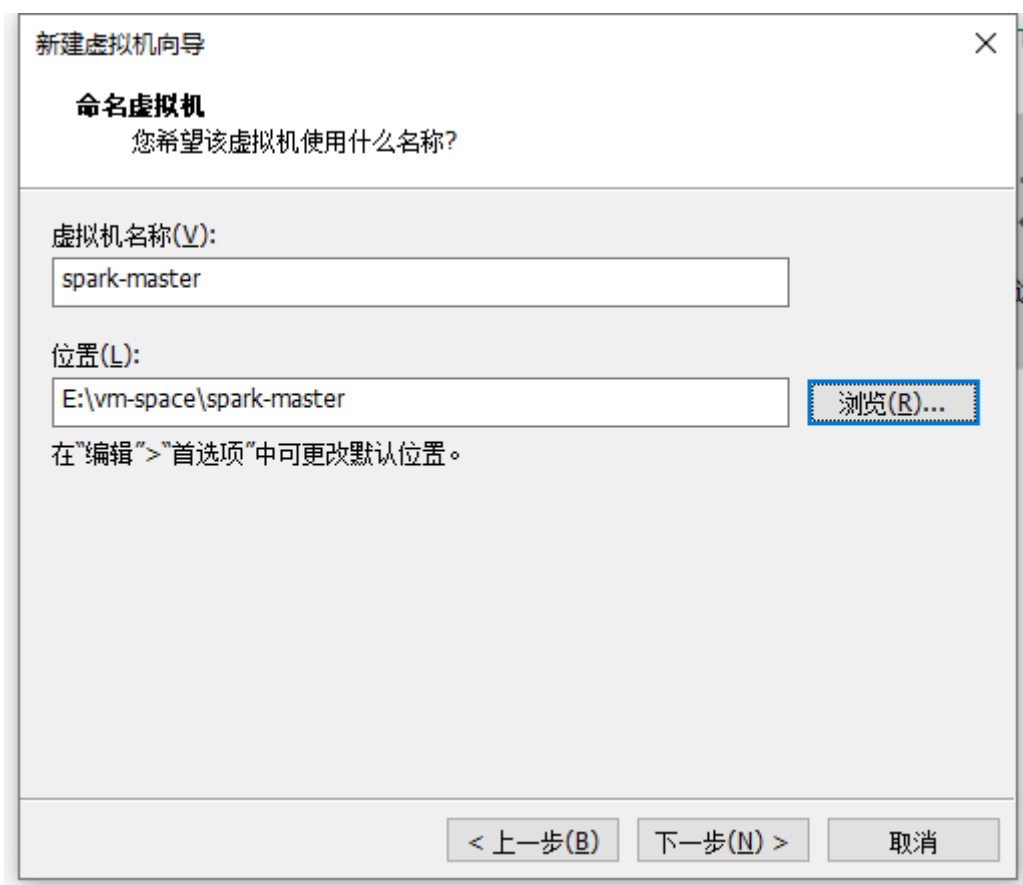 新建虚拟机向导
命名虚拟机
您希望该虚拟机使用什么名称?
虚拟机名称(V):
spark-master
位置(L):
E:\vm-space\spark-master
浏览(R)...
在"编辑">"首选项"中可更改默认位置。
< 上一步(B)
下一步(N) >
取消